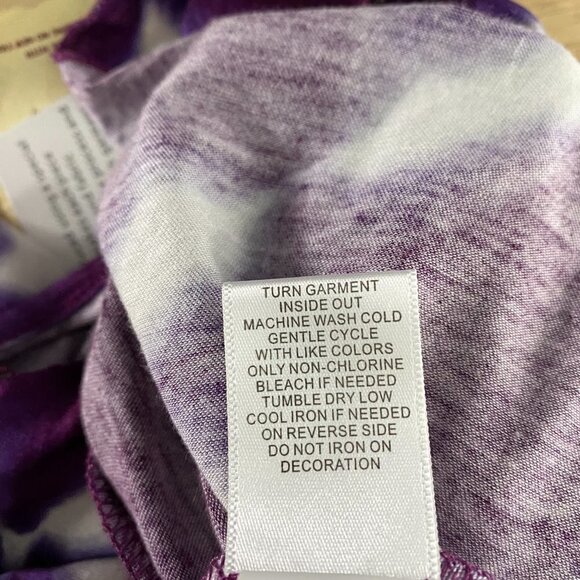 TURN GARMENT
INSIDE OUT
MACHINE WASH COLD
GENTLE CYCLE
WITH LIKE COLORS
ONLY NON-CHLORINE
BLEACH IF NEEDED
TUMBLE DRY LOW
COOL IRON IF NEEDED
ON REVERSE SIDE
DO NOT IRON ON
DECORATION